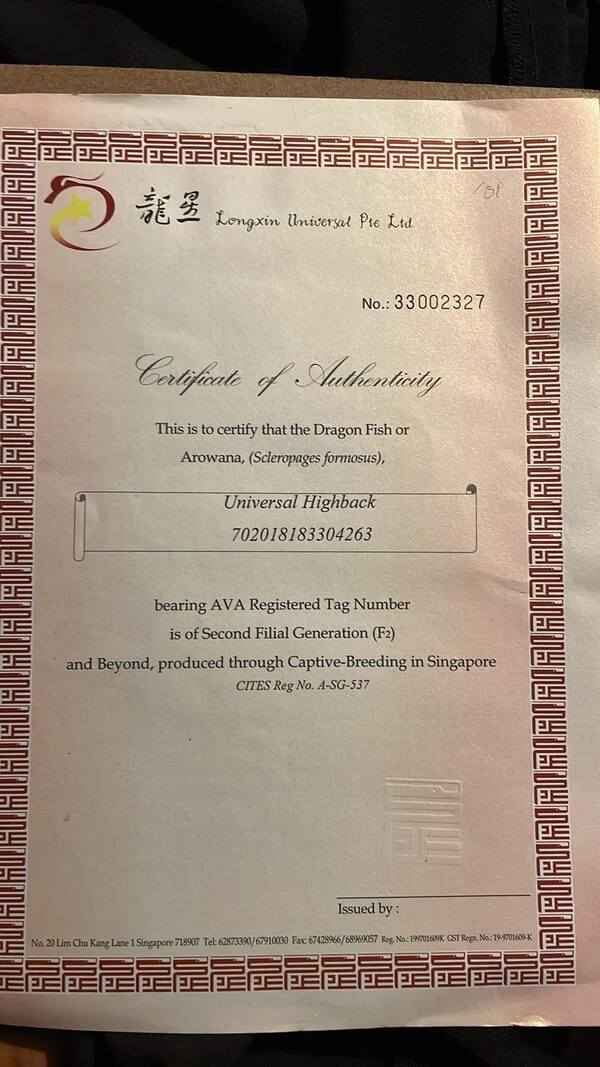 龍星 Longxin Universal Pte Ltd
No.: 33002327
Certificate of Authenticity
This is to certify that the Dragon Fish or
Arowana, (Scleropages formosus),
Universal Highback
702018183304263
bearing AVA Registered Tag Number
is of Second Filial Generation (F2)
and Beyond, produced through Captive-Breeding in Singapore
CITES Reg No. A-SG-537
Issued by :
No. 20 Lim Chu Kang Lane 1 Singapore 718907 Tel: 62873390/67910030 Fax: 67428966/68969057 Reg. No.: 199701609K GST Regn. No.: 19-9701609-K